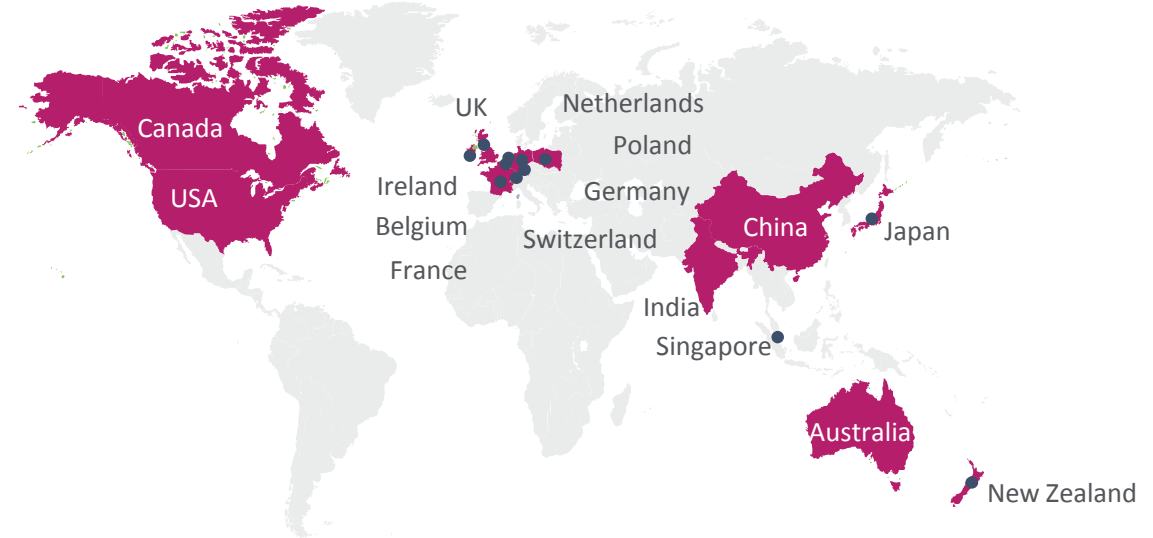 UK
Netherlands
Canada
Poland
Ireland
Germany
USA
Belgium
Switzerland
China
Japan
France
India
Singapore
Australia
New Zealand